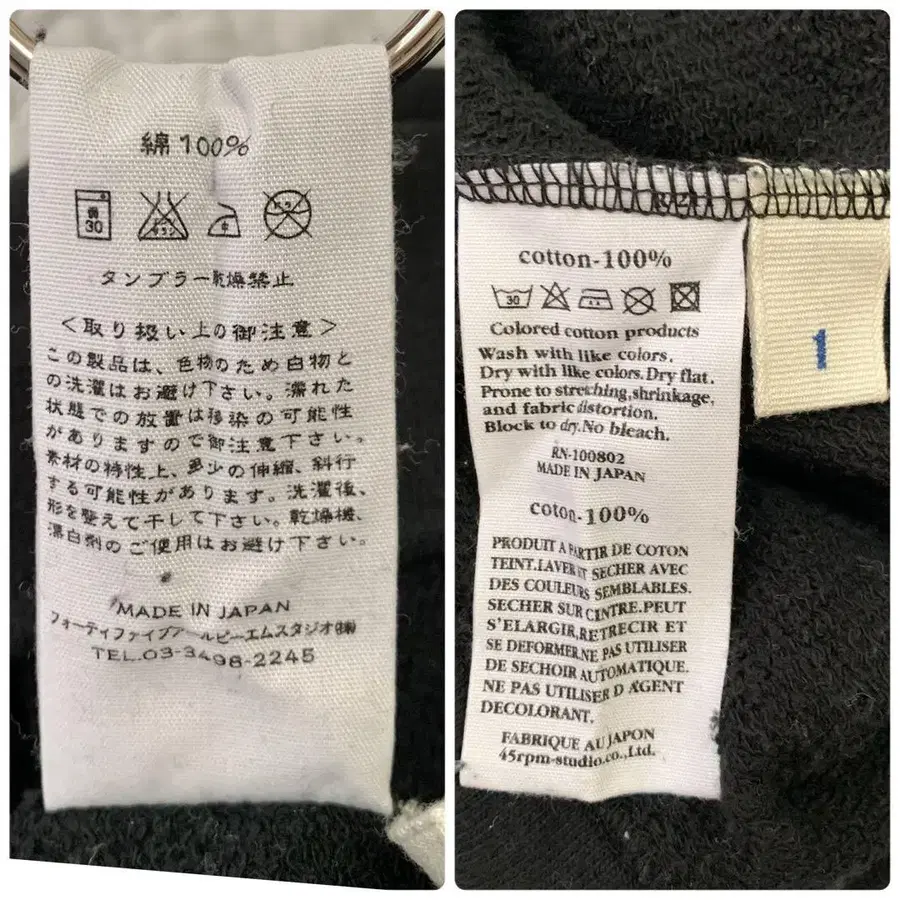 綿100%
弱
30
エンソ
サラシ
中
ドライ
タンブラー乾燥禁止
<取り扱い上の御注意>
この製品は、色物のため白物と
の洗濯はお避け下さい。濡れた
状態での放置は移染の可能性
がありますので御注意下さい。
素材の特性上、多少の伸縮、斜行
する可能性があります。洗濯後、
形を整えて干して下さい。乾燥機、
漂白剤のご使用はお避け下さい。
MADE IN JAPAN
フォーティファイブアールピーエムスタジオ(株)
TEL.03-3498-2245
cotton-100%
30
Colored cotton products
Wash with like colors.
Dry with like colors.Dry flat.
Prone to streching,shrinkage,
and fabric distortion.
Block to dry.No bleach.
RN-100802
MADE IN JAPAN
coton-100%
PRODUIT A PARTIR DE COTON
TEINT.LAVER ET SECHER AVEC
DES COULEURS SEMBLABLES.
SECHER SUR CENTRE.PEUT
S'ELARGIR,RETRECIR ET
SE DEFORMER.NE PAS UTILISER
DE SECHOIR AUTOMATIQUE.
NE PAS UTILISER D'AGENT
DECOLORANT.
FABRIQUE AU JAPON
45rpm-studio.co.,Ltd.
1